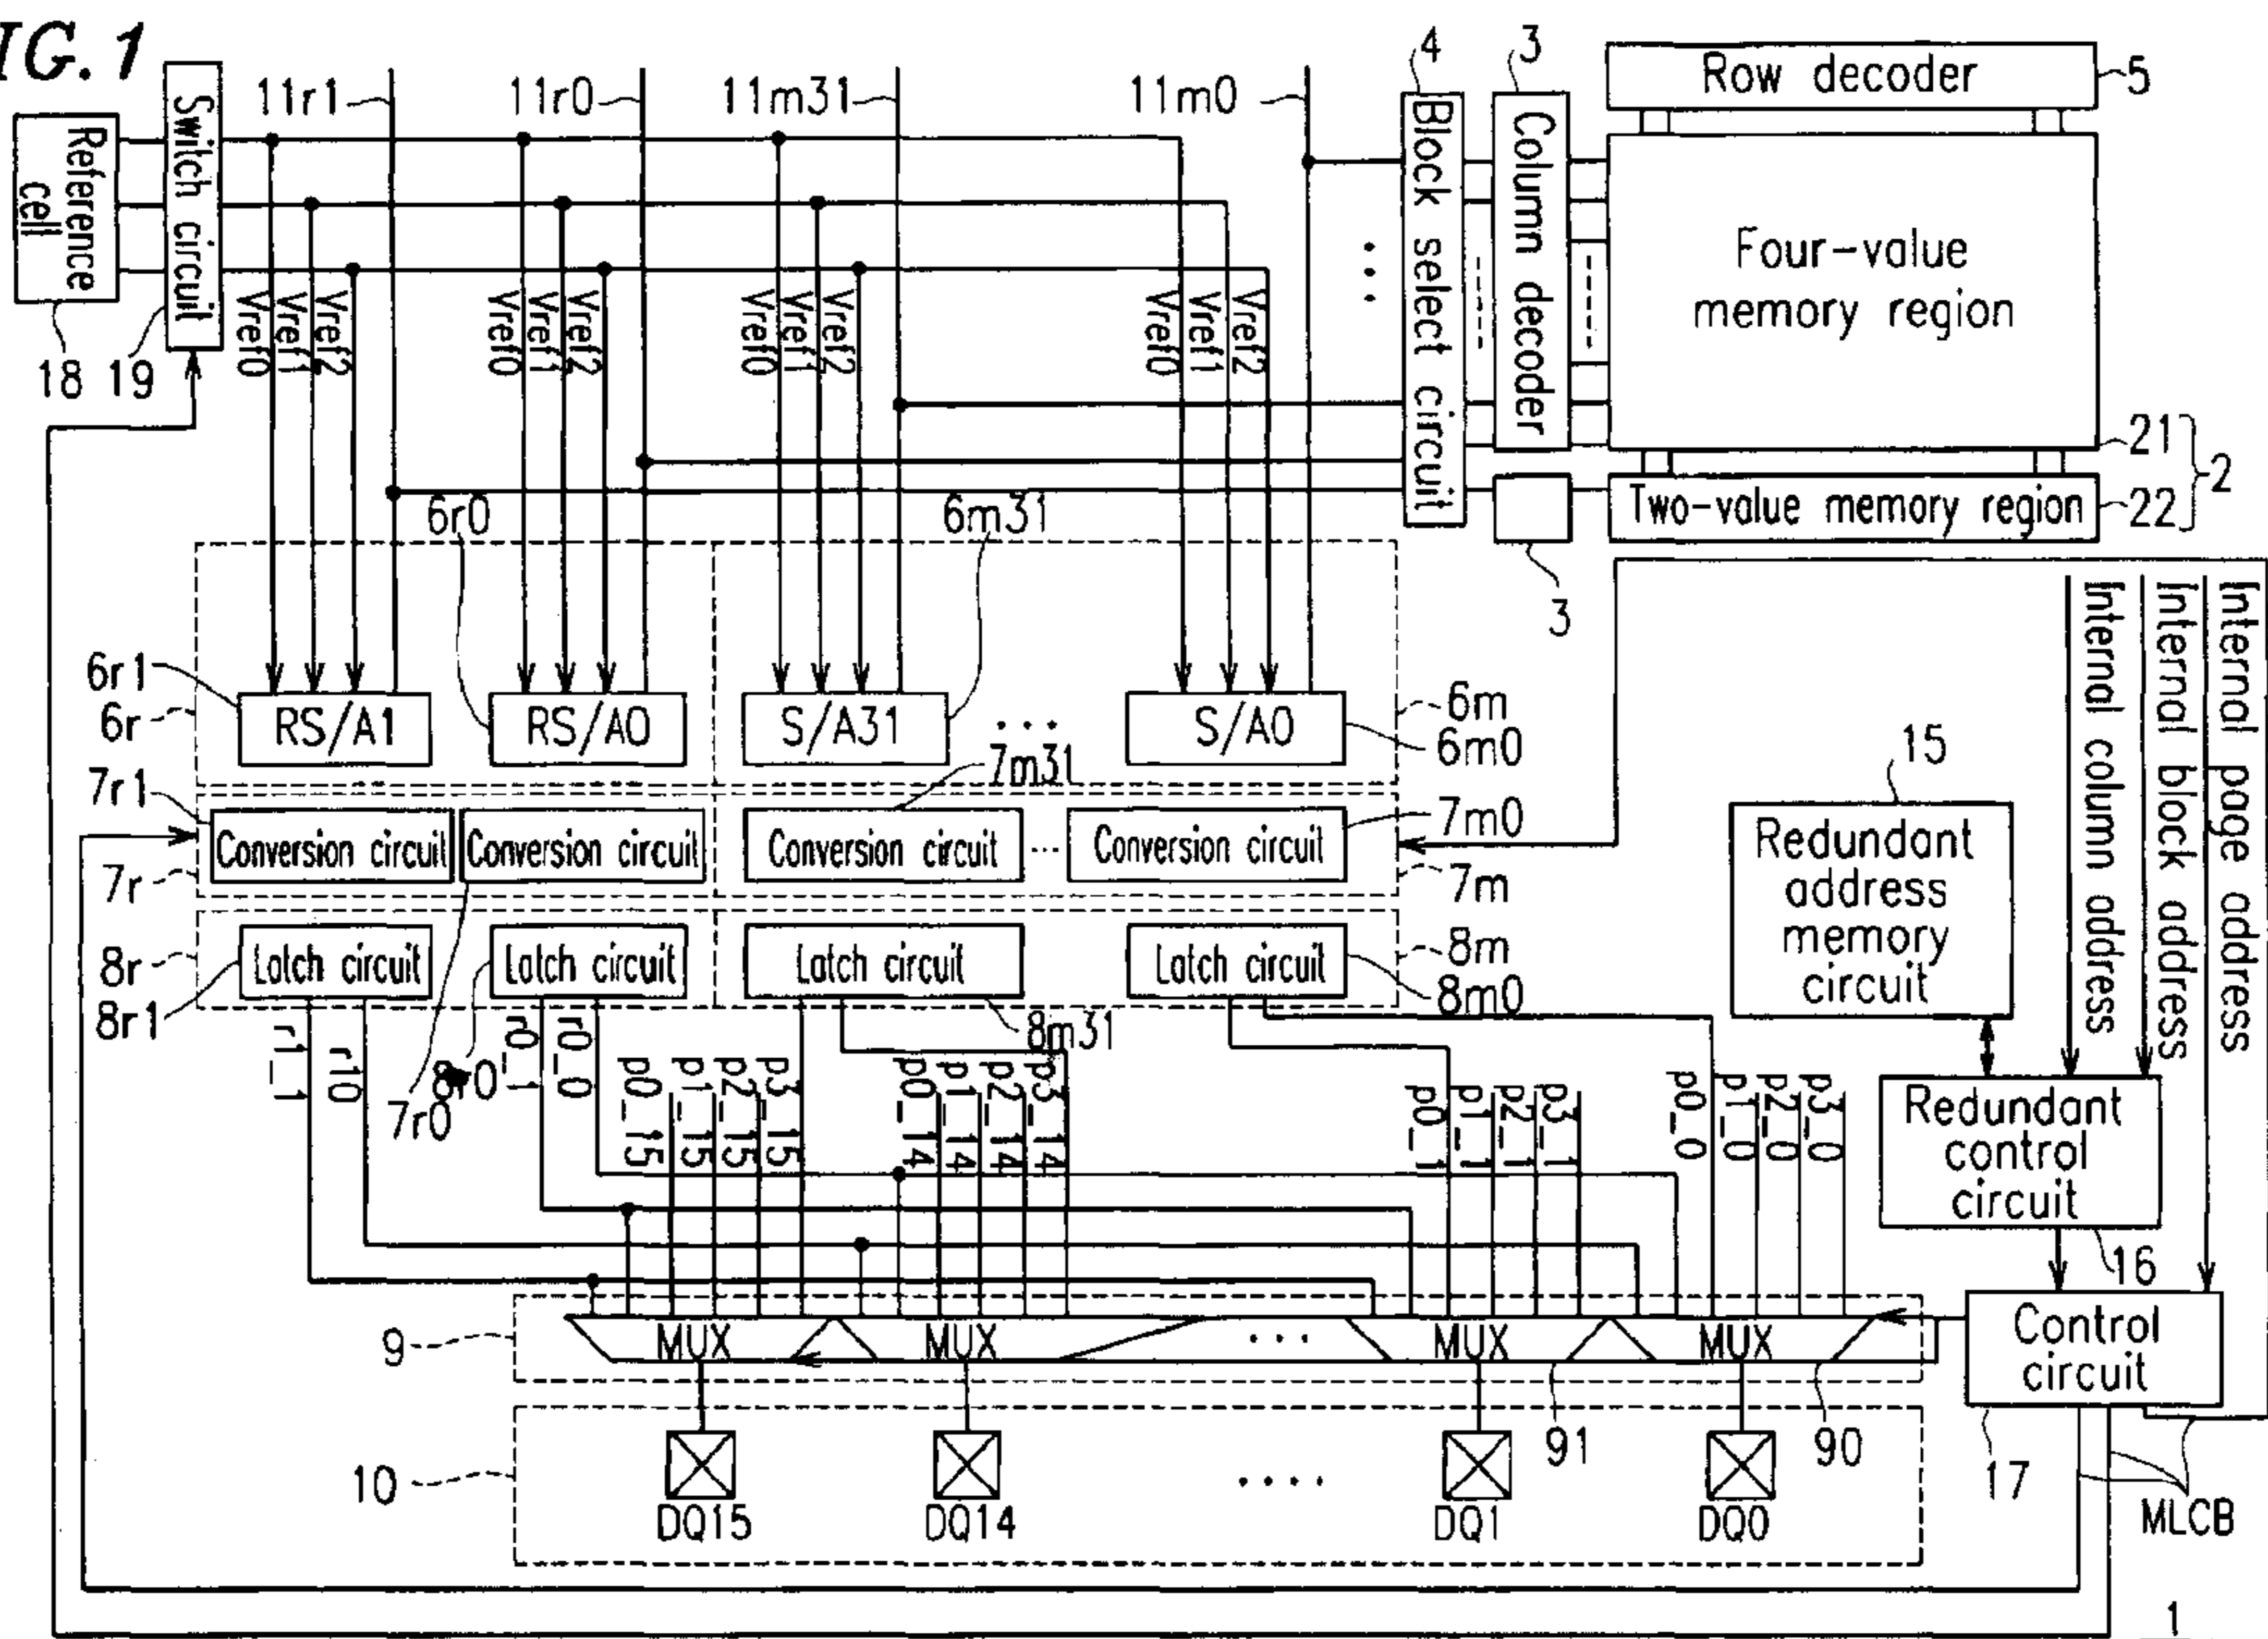 IG. 1
Reference
cell
18
Switch circuit
19
11r1
11r0
11m31
11m0
4
Block select circuit
3
Column decoder
3
Row decoder
5
Four-value
memory region
21
2
Two-value memory region
22
Vref0
Vref1
Vref2
Vref0
Vref1
Vref2
Vref0
Vref1
Vref2
Vref0
Vref1
Vref2
6r0
6m31
6r1
6r
RS/A1
RS/A0
S/A31
...
S/A0
6m
6m0
7r1
7r
Conversion circuit
Conversion circuit
7m31
Conversion circuit
...
Conversion circuit
7m0
7m
8r
8r1
Latch circuit
Latch circuit
Latch circuit
Latch circuit
8m
8m0
8m31
7r0
8r0
r1_1
r10
r0_1
r0_0
p0_15
p1_15
p2_15
p3_15
p0_14
p1_14
p2_14
p3_14
p0_1
p1_1
p2_1
p3_1
p0_0
p1_0
p2_0
p3_0
Internal column address
Internal block address
Internal page address
15
Redundant
address
memory
circuit
Redundant
control
circuit
16
Control
circuit
17
MLCB
9
MUX
MUX
...
MUX
MUX
91
90
10
DQ15
DQ14
....
DQ1
DQ0
1